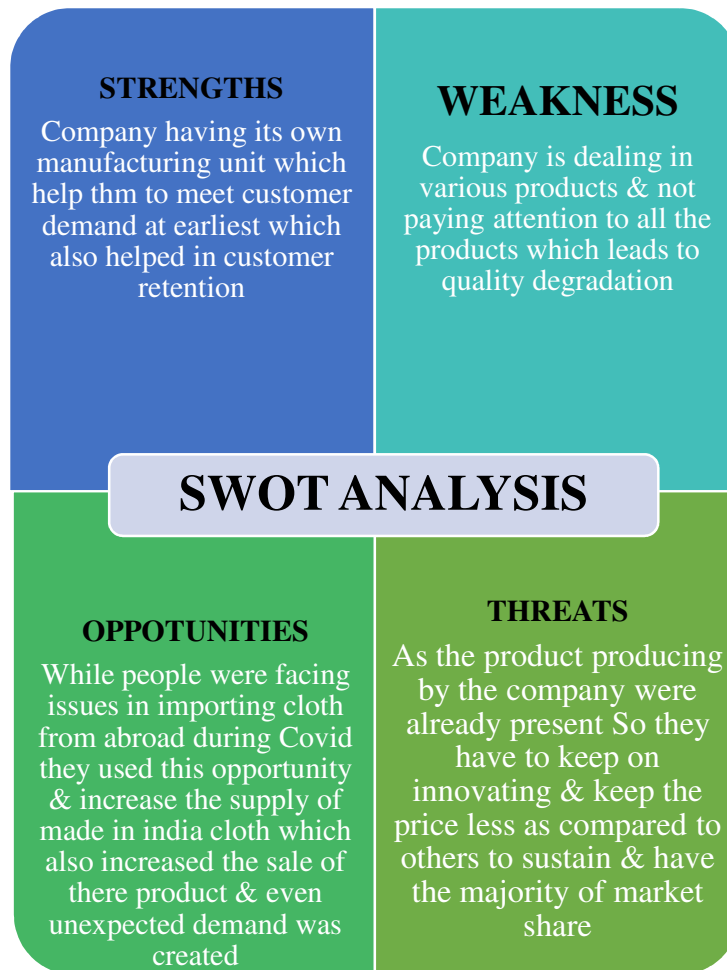 STRENGTHS
Company having its own
manufacturing unit which
help thm to meet customer
demand at earliest which
also helped in customer
retention
WEAKNESS
Company is dealing in
various products & not
paying attention to all the
products which leads to
quality degradation
SWOT ANALYSIS
OPPOTUNITIES
While people were facing
issues in importing cloth
from abroad during Covid
they used this opportunity
& increase the supply of
made in india cloth which
also increased the sale of
there product & even
unexpected demand was
created
THREATS
As the product producing
by the company were
already present So they
have to keep on
innovating & keep the
price less as compared to
others to sustain & have
the majority of market
share